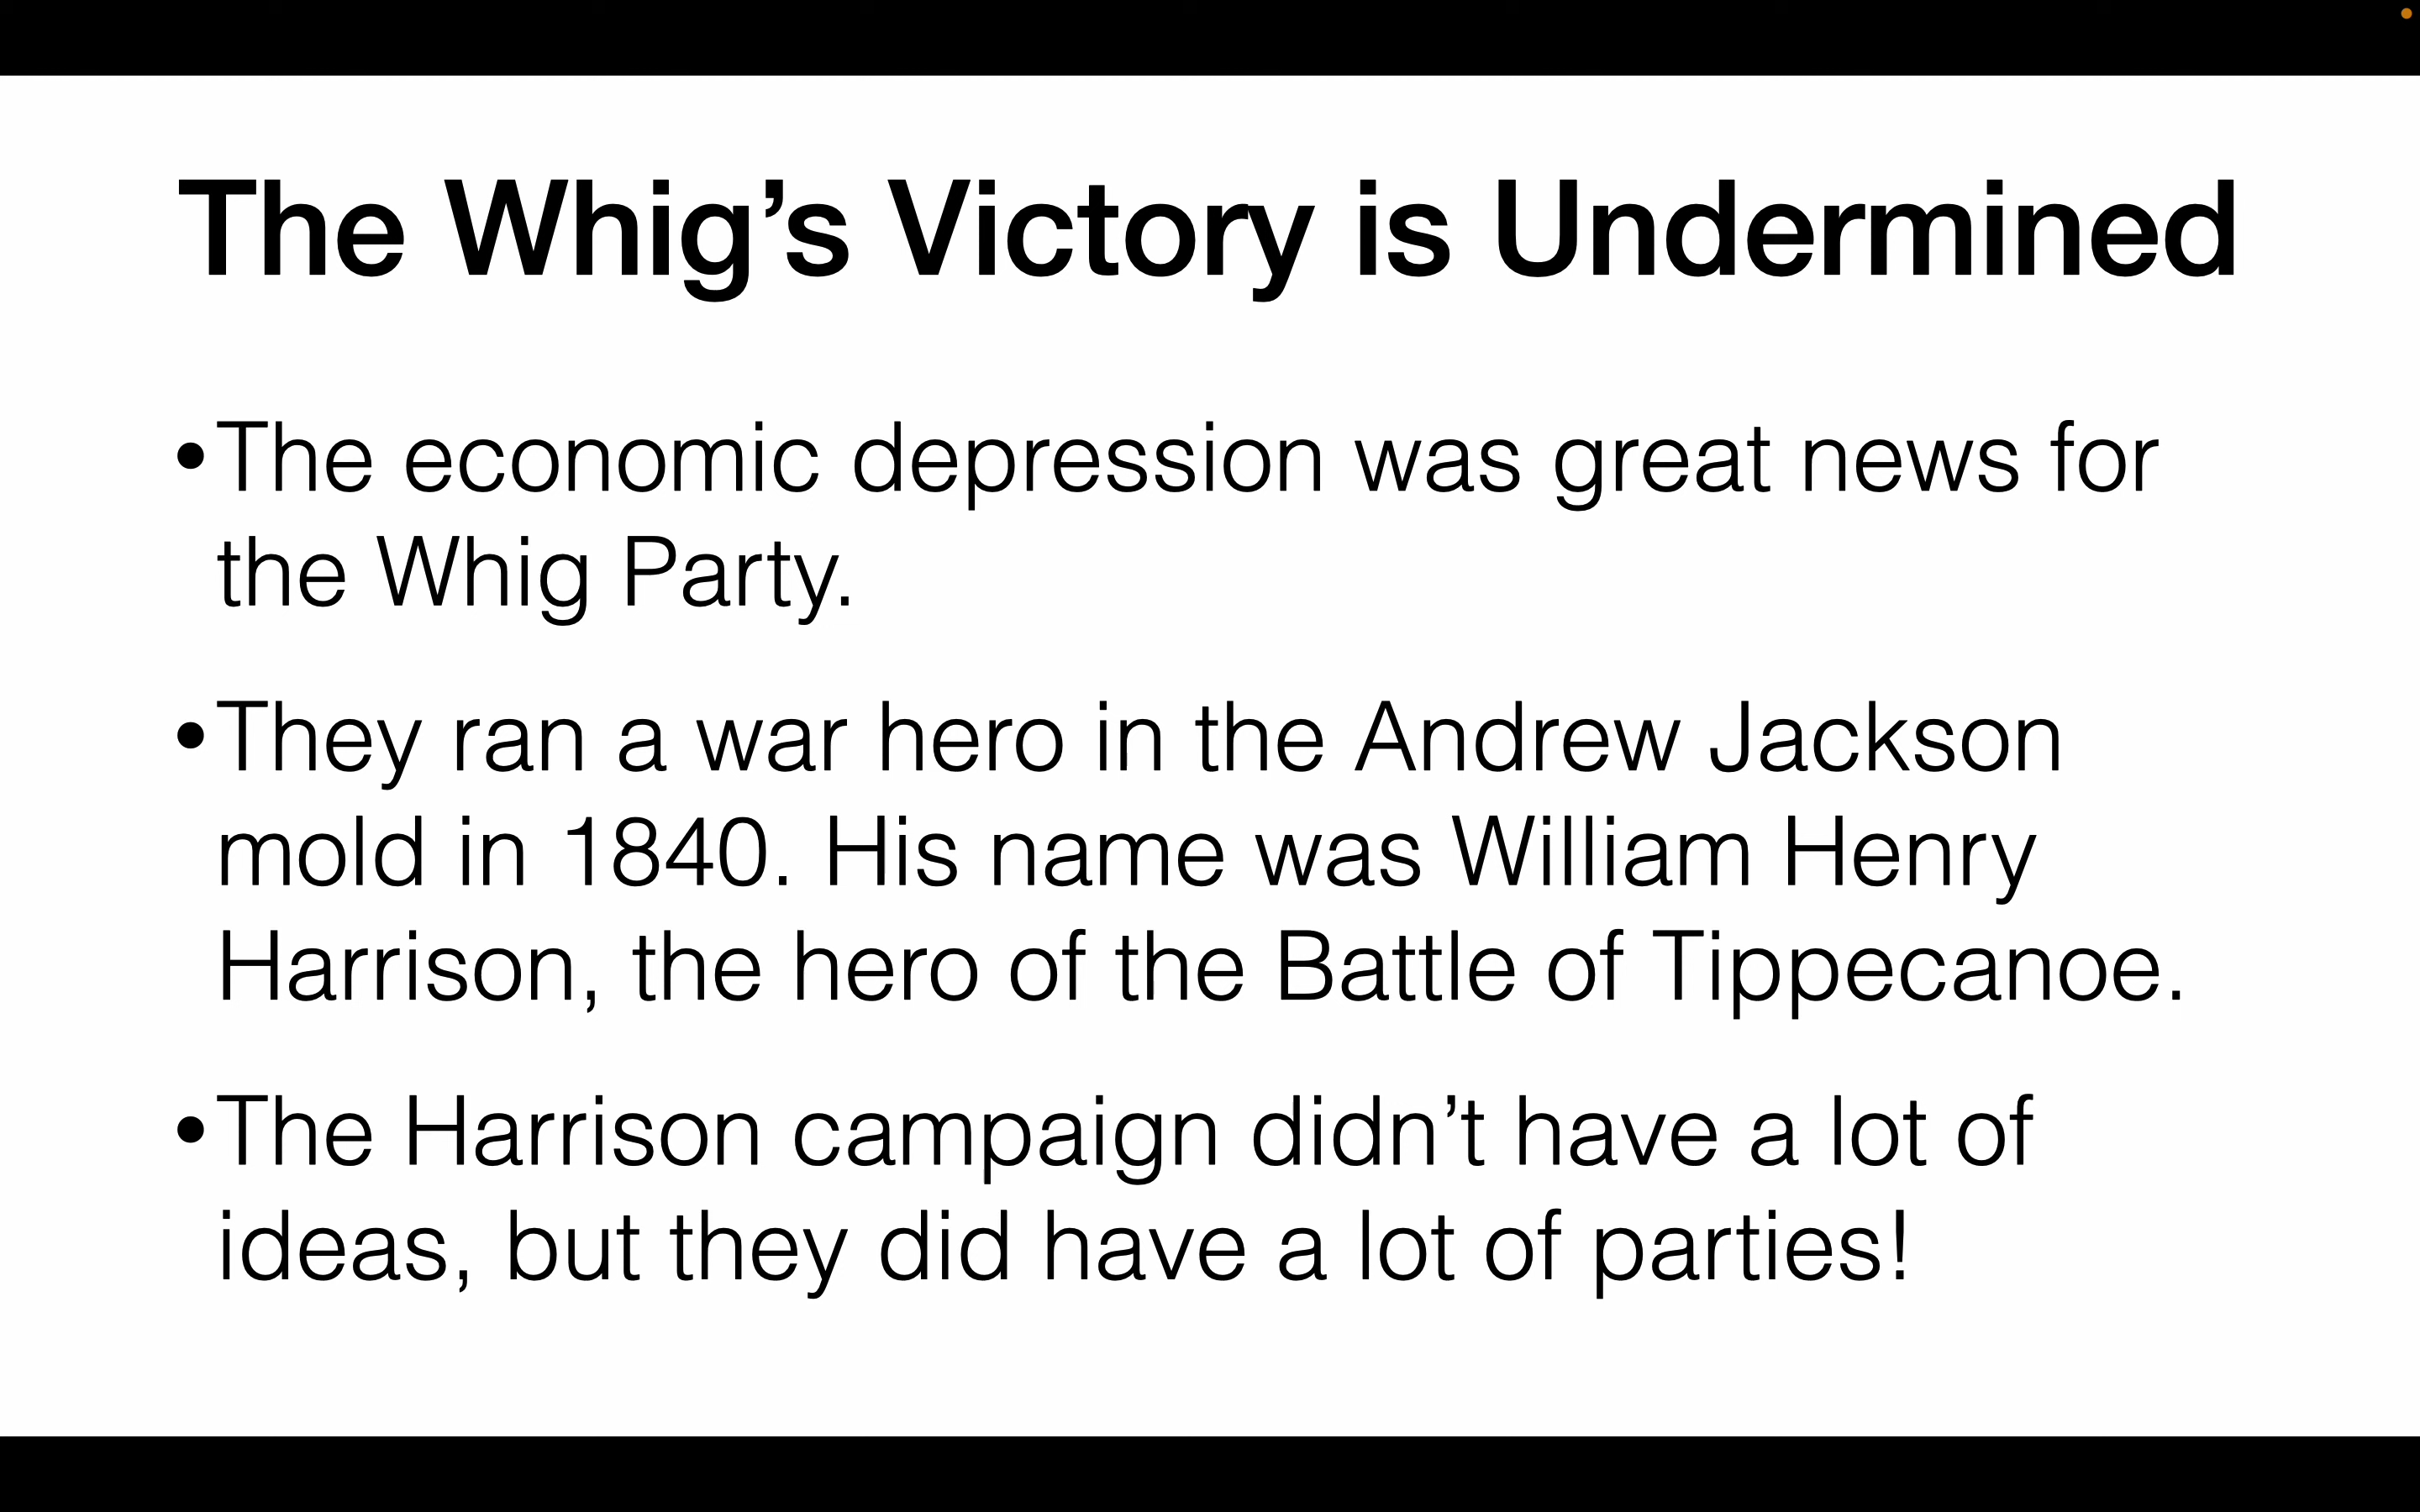 The Whig’s Victory is Undermined
•The economic depression was great news for
the Whig Party.
•They ran a war hero in the Andrew Jackson
mold in 1840. His name was William Henry
Harrison, the hero of the Battle of Tippecanoe.
•The Harrison campaign didn’t have a lot of
ideas, but they did have a lot of parties!